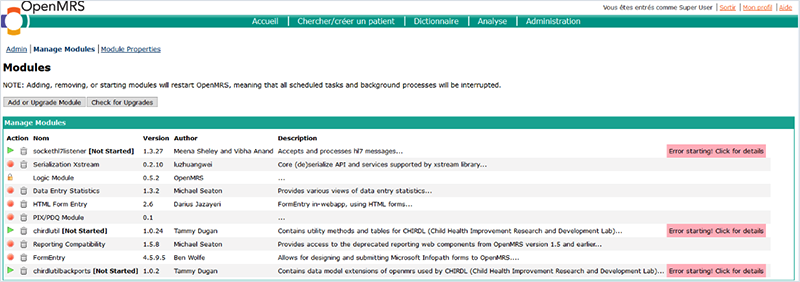 OpenMRS
Vous êtes entrés comme Super User | Sortir | Mon profil | Aide
Accueil | Chercher/créer un patient | Dictionnaire | Analyse | Administration
Admin | Manage Modules | Module Properties
Modules
NOTE: Adding, removing, or starting modules will restart OpenMRS, meaning that all scheduled tasks and background processes will be interrupted.
Add or Upgrade Module Check for Upgrades
Manage Modules
Action Nom Version Author Description
sockethl7listener [Not Started] 1.3.27 Meena Sheley and Vibha Anand Accepts and processes hl7 messages... Error starting! Click for details
Serialization Xstream 0.2.10 luzhuangwei Core (de)serialize API and services supported by xstream library...
Logic Module 0.5.2 OpenMRS ...
Data Entry Statistics 1.3.2 Michael Seaton Provides various views of data entry statistics...
HTML Form Entry 2.6 Darius Jazayeri FormEntry in-webapp, using HTML forms...
PIX/PDQ Module 0.1 ...
chirdlutil [Not Started] 1.0.24 Tammy Dugan Contains utility methods and tables for CHIRDL (Child Health Improvement Research and Development Lab)... Error starting! Click for details
Reporting Compatibility 1.5.8 Michael Seaton Provides access to the deprecated reporting web components from OpenMRS version 1.5 and earlier...
FormEntry 4.5.9.5 Ben Wolfe Allows for designing and submitting Microsoft Infopath forms to OpenMRS....
chirdlutilbackports [Not Started] 1.0.2 Tammy Dugan Contains data model extensions of openmrs used by CHIRDL (Child Health Improvement Research and Development Lab)... Error starting! Click for details